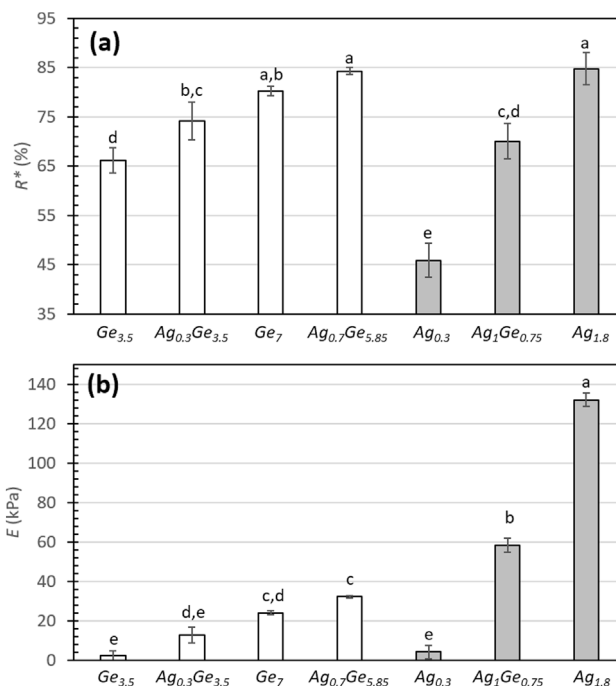 95
(a)
a
a
85
a,b
b,c
75
c,d
d
65
R* (%)
55
e
45
35
Ge3.5 Ag0.3Ge3.5 Ge7 Ag0.7Ge5.85 Ag0.3 Ag1Ge0.75 Ag1.8
(b)
140
a
120
100
80
E (kPa)
b
60
40
c
c,d
d,e
20
e
e
0
Ge3.5 Ag0.3Ge3.5 Ge7 Ag0.7Ge5.85 Ag0.3 Ag1Ge0.75 Ag1.8